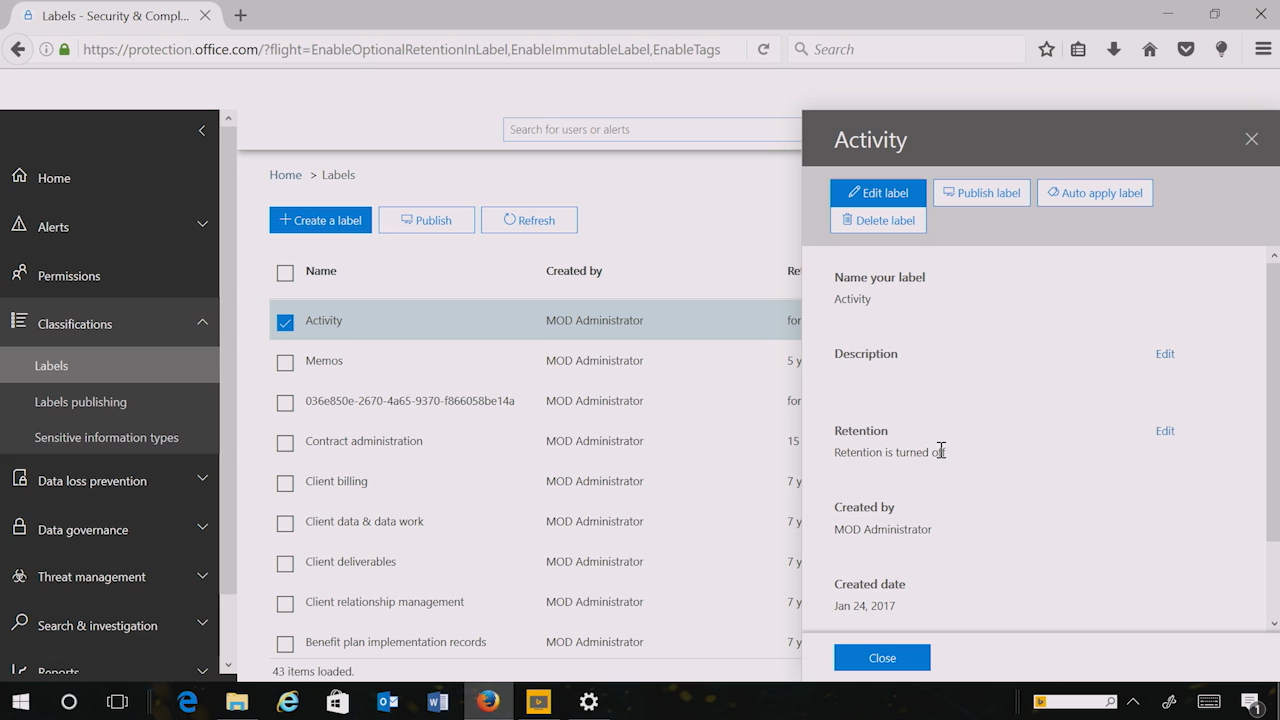 Labels - Security & Compl...
https://protection.office.com/?flight=EnableOptionalRetentionInLabel,EnableImmutableLabel,EnableTags
Search
Search for users or alerts
Home
Alerts
Permissions
Classifications
Labels
Labels publishing
Sensitive information types
Data loss prevention
Data governance
Threat management
Search & investigation
Reports
Home > Labels
Create a label
Publish
Refresh
Name Created by
Activity MOD Administrator for
Memos MOD Administrator 5 y
036e850e-2670-4a65-9370-f866058be14a MOD Administrator for
Contract administration MOD Administrator 15
Client billing MOD Administrator 7 y
Client data & data work MOD Administrator 7 y
Client deliverables MOD Administrator 7 y
Client relationship management MOD Administrator 7 y
Benefit plan implementation records MOD Administrator 7 y
43 items loaded.
Activity
Edit label
Publish label
Auto apply label
Delete label
Name your label
Activity
Description Edit
Retention Edit
Retention is turned off
Created by
MOD Administrator
Created date
Jan 24, 2017
Close
1